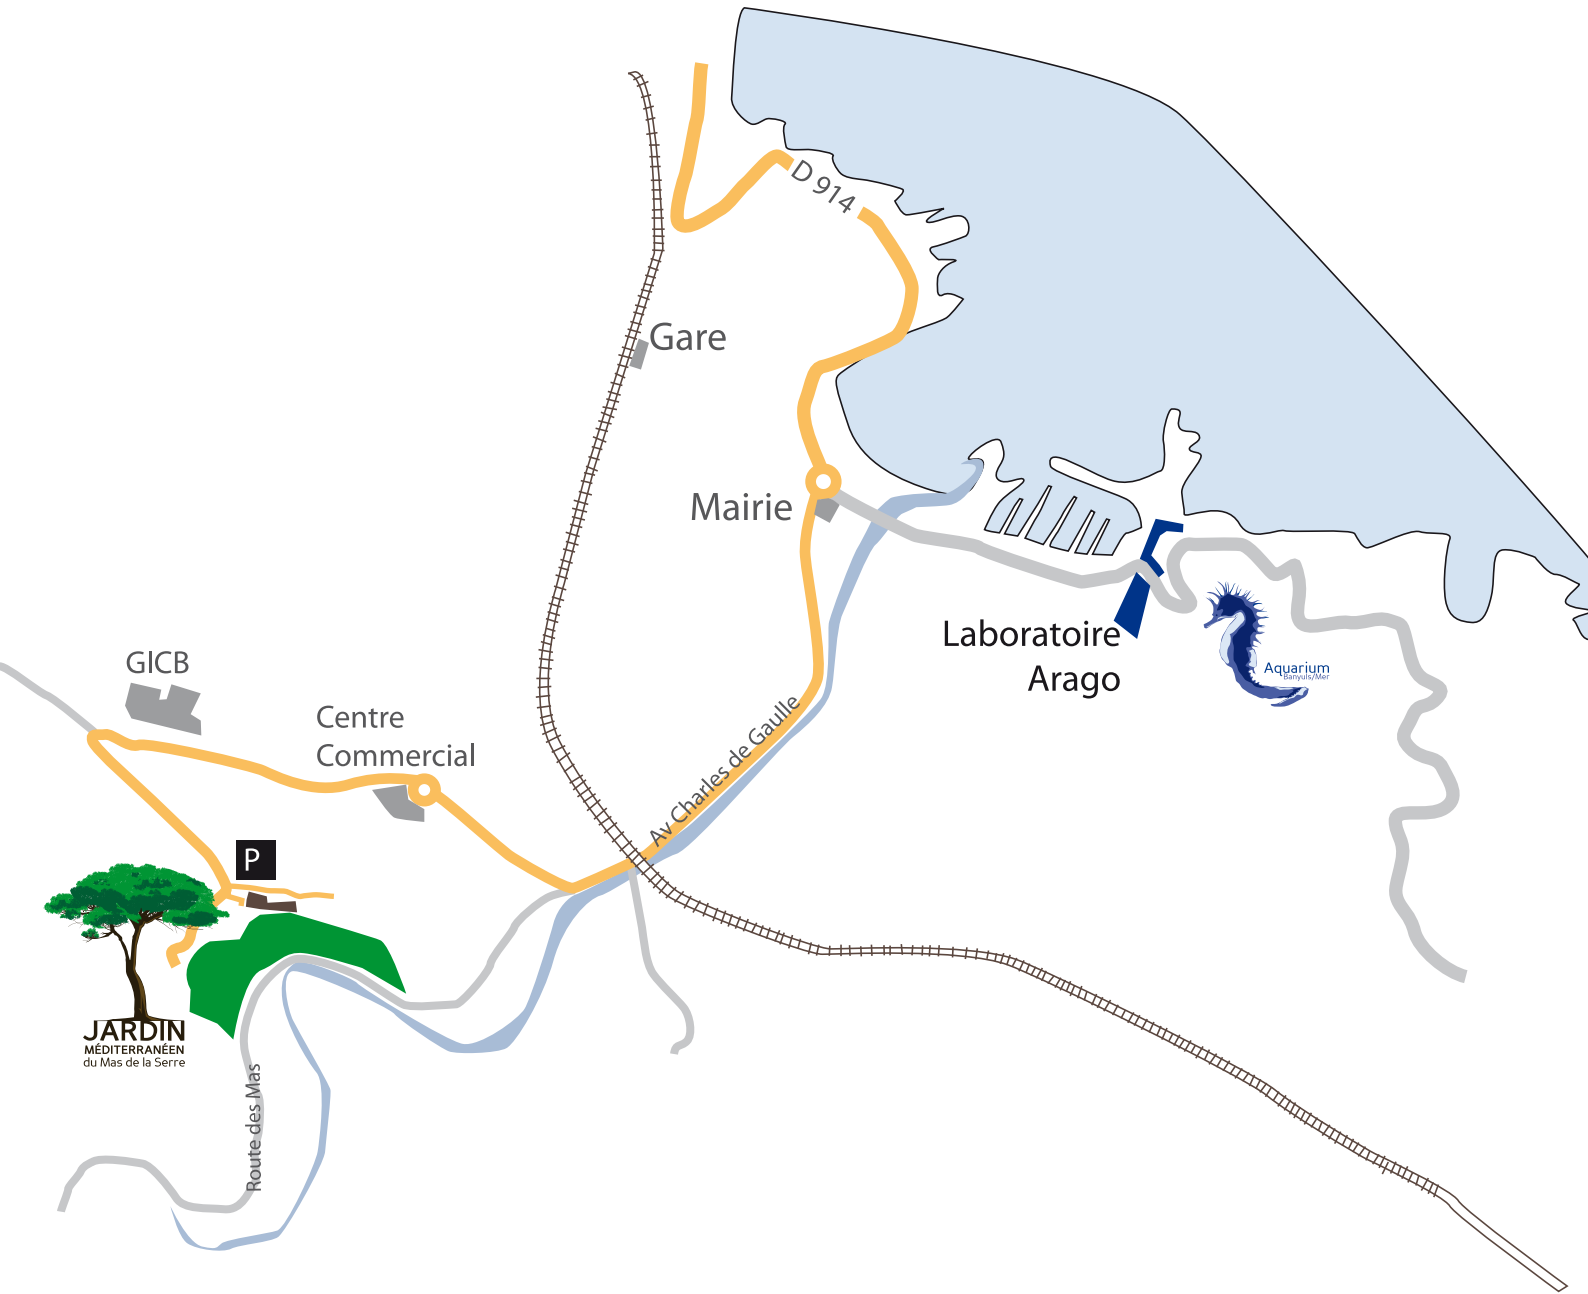 D 914
Gare
Mairie
Laboratoire
Arago
Aquarium
Banyuls/Mer
GICB
Centre
Commercial
Av Charles de Gaulle
P
JARDIN
MÉDITERRANÉEN
du Mas de la Serre
Route des Mas